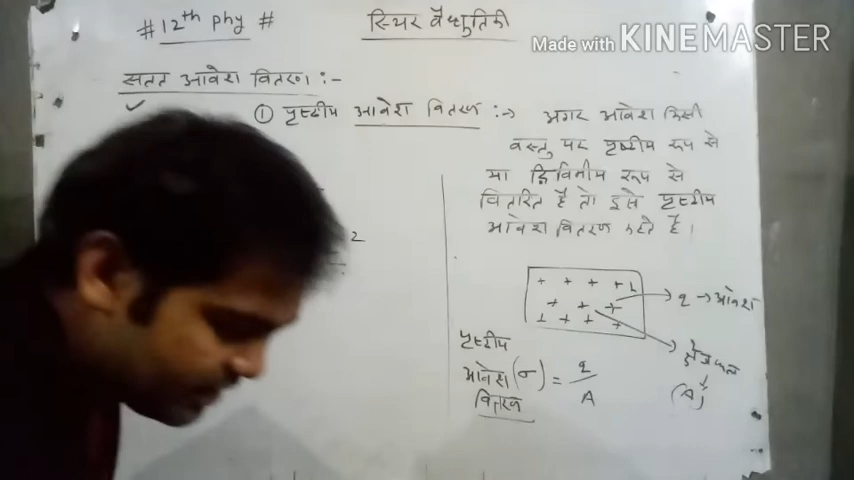 # 12th phy #
स्थिर वैद्युतिकी
Made with KINEMASTER
सतत आवेश वितरण :-
① पृष्ठीय आवेश वितरण :→ अगर आवेश किसी
वस्तु पर पृष्ठीय रूप से
या द्विविमीय रूप से
वितरित है तो इसे पृष्ठीय
आवेश वितरण कहते हैं।
2
+ + + +
+ + +
+ + + +
q → आवेश
क्षेत्रफल
(A)
पृष्ठीय
आवेश (σ) = q / A
वितरण